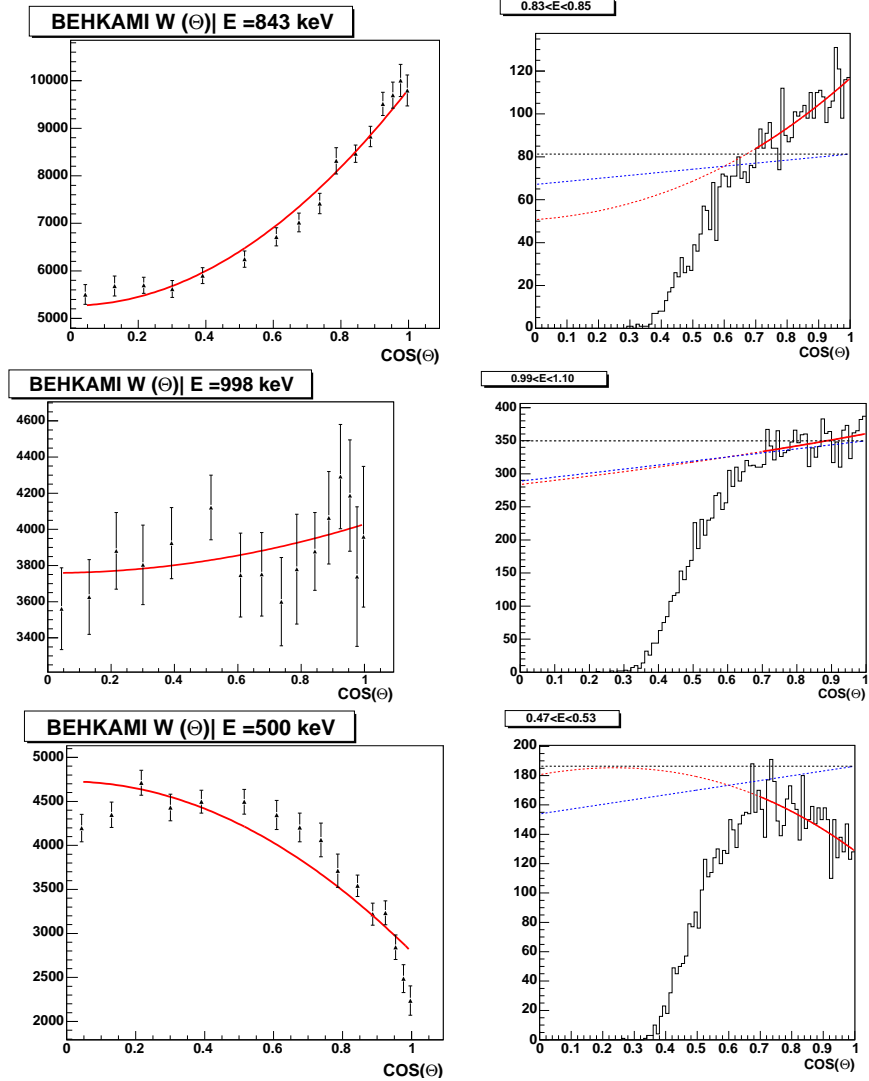 BEHKAMI W (Θ)| E =843 keV
10000
9000
8000
7000
6000
5000
0 0.2 0.4 0.6 0.8 1
COS(Θ)
0.83<E<0.85
120
100
80
60
40
20
0
0 0.1 0.2 0.3 0.4 0.5 0.6 0.7 0.8 0.9 1
COS(Θ)
BEHKAMI W (Θ)| E =998 keV
4600
4400
4200
4000
3800
3600
3400
0 0.2 0.4 0.6 0.8 1
COS(Θ)
0.99<E<1.10
400
350
300
250
200
150
100
50
0
0 0.1 0.2 0.3 0.4 0.5 0.6 0.7 0.8 0.9 1
COS(Θ)
BEHKAMI W (Θ)| E =500 keV
5000
4500
4000
3500
3000
2500
2000
0 0.2 0.4 0.6 0.8 1
COS(Θ)
0.47<E<0.53
200
180
160
140
120
100
80
60
40
20
0
0 0.1 0.2 0.3 0.4 0.5 0.6 0.7 0.8 0.9 1
COS(Θ)